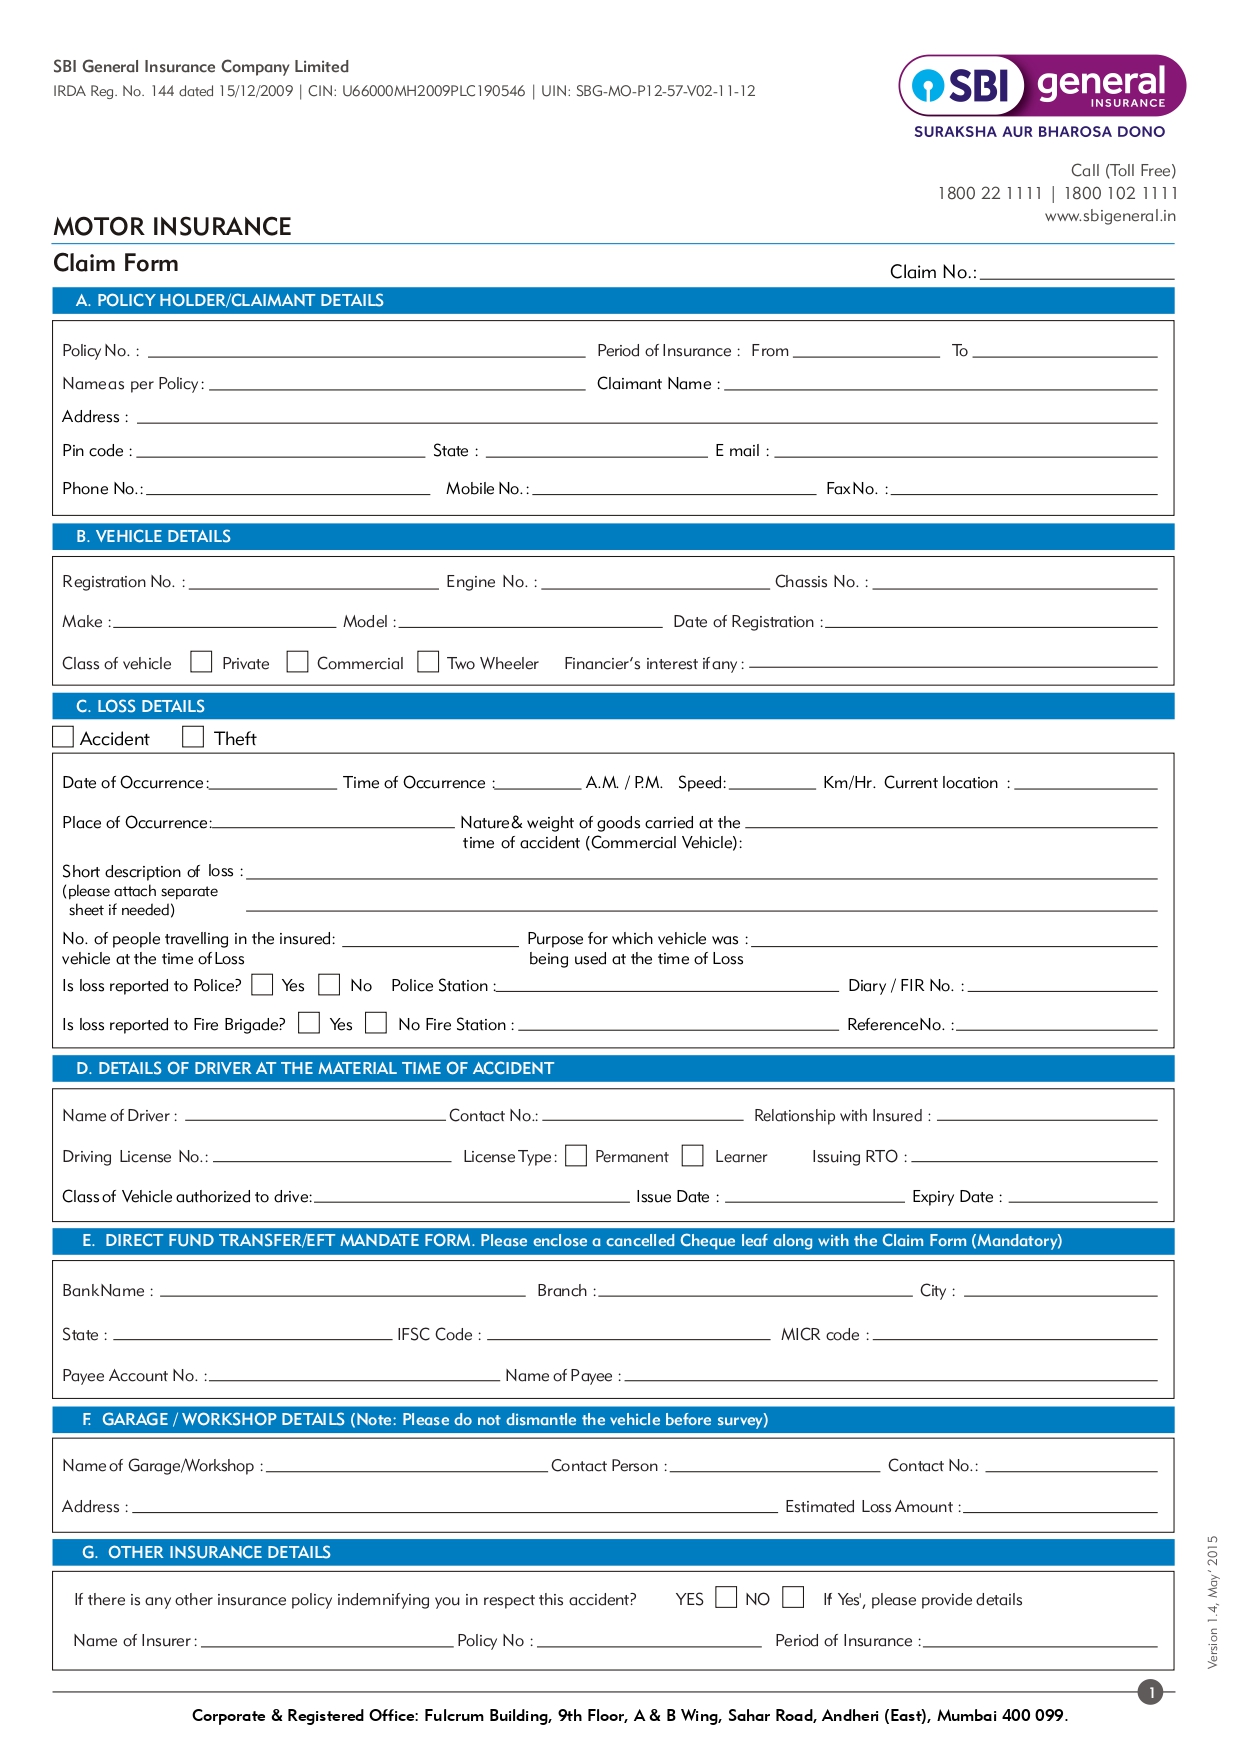 SBI General Insurance Company Limited
IRDA Reg. No. 144 dated 15/12/2009 | CIN: U66000MH2009PLC190546 | UIN: SBG-MO-P12-57-V02-11-12
SBI general
INSURANCE
SURAKSHA AUR BHAROSA DONO
Call (Toll Free)
1800 22 1111 | 1800 102 1111
www.sbigeneral.in
MOTOR INSURANCE
Claim Form
Claim No.:
A. POLICY HOLDER/CLAIMANT DETAILS
Policy No. : Period of Insurance : From To
Name as per Policy : Claimant Name :
Address :
Pin code : State : E mail :
Phone No.: Mobile No. : Fax No. :
B. VEHICLE DETAILS
Registration No. : Engine No. : Chassis No. :
Make : Model : Date of Registration :
Class of vehicle Private Commercial Two Wheeler Financier's interest if any :
C. LOSS DETAILS
Accident Theft
Date of Occurrence: Time of Occurrence : A.M. / P.M. Speed: Km/Hr. Current location :
Place of Occurrence: Nature & weight of goods carried at the
time of accident (Commercial Vehicle):
Short description of loss :
(please attach separate
sheet if needed)
No. of people travelling in the insured: Purpose for which vehicle was :
vehicle at the time of Loss being used at the time of Loss
Is loss reported to Police? Yes No Police Station : Diary / FIR No. :
Is loss reported to Fire Brigade? Yes No Fire Station : Reference No. :
D. DETAILS OF DRIVER AT THE MATERIAL TIME OF ACCIDENT
Name of Driver : Contact No.: Relationship with Insured :
Driving License No.: License Type : Permanent Learner Issuing RTO :
Class of Vehicle authorized to drive: Issue Date : Expiry Date :
E. DIRECT FUND TRANSFER/EFT MANDATE FORM. Please enclose a cancelled Cheque leaf along with the Claim Form (Mandatory)
Bank Name : Branch : City :
State : IFSC Code : MICR code :
Payee Account No. : Name of Payee :
F. GARAGE / WORKSHOP DETAILS (Note: Please do not dismantle the vehicle before survey)
Name of Garage/Workshop : Contact Person : Contact No.:
Address : Estimated Loss Amount :
G. OTHER INSURANCE DETAILS
If there is any other insurance policy indemnifying you in respect this accident? YES NO If Yes', please provide details
Name of Insurer : Policy No : Period of Insurance :
Version 1.4, May' 2015
1
Corporate & Registered Office: Fulcrum Building, 9th Floor, A & B Wing, Sahar Road, Andheri (East), Mumbai 400 099.